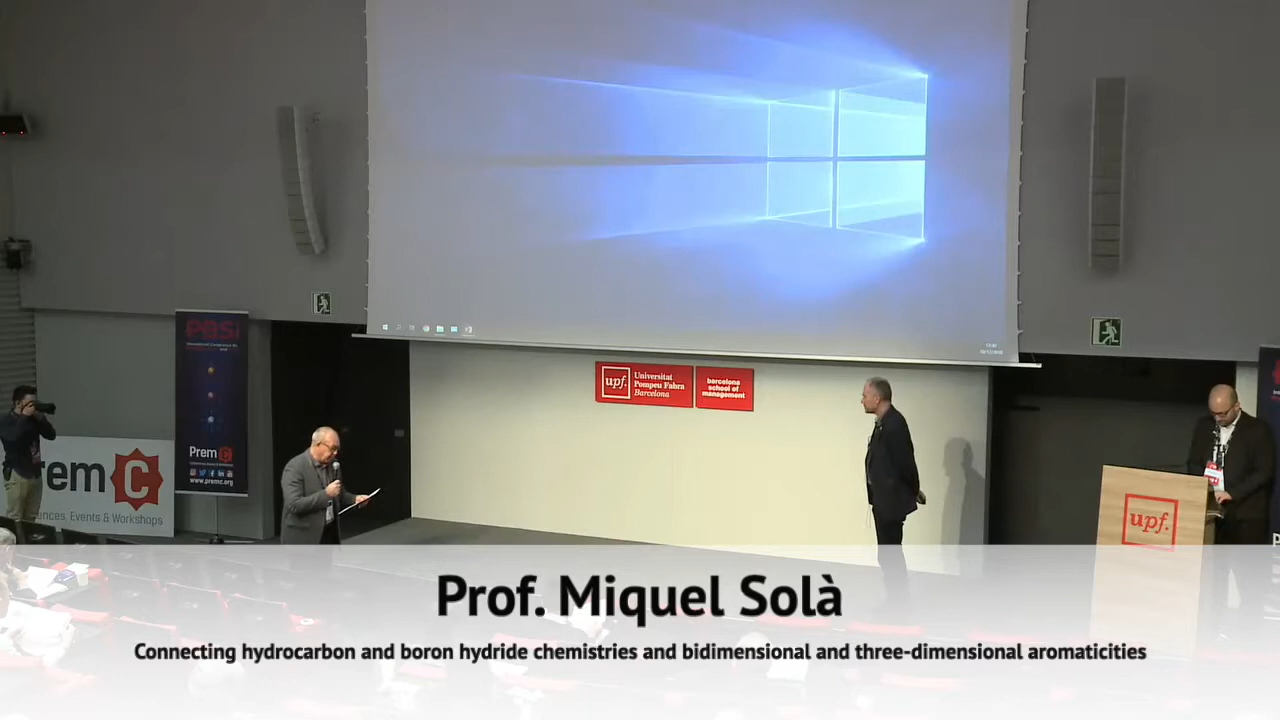 PBSi
upf.
Universitat
Pompeu Fabra
Barcelona
barcelona
school of
management
PremC
www.premc.org
rem C
ences, Events & Workshops
upf.
Prof. Miquel Solà
Connecting hydrocarbon and boron hydride chemistries and bidimensional and three-dimensional aromaticities